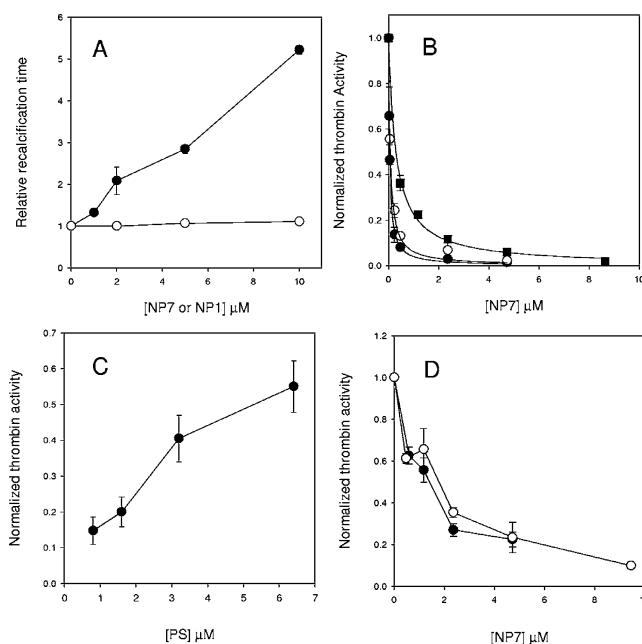 A
Relative recalcification time
6
5
4
3
2
1
0
0 2 4 6 8 10
[NP7 or NP1] µM
B
Normalized thrombin Activity
1.0
0.8
0.6
0.4
0.2
0.0
0 2 4 6 8 10
[NP7] µM
C
Normalized thrombin activity
0.7
0.6
0.5
0.4
0.3
0.2
0.1
0.0
0 1 2 3 4 5 6 7
[PS] µM
D
Normalized thrombin activity
1.2
1.0
0.8
0.6
0.4
0.2
0.0
0 2 4 6 8
[NP7] µM